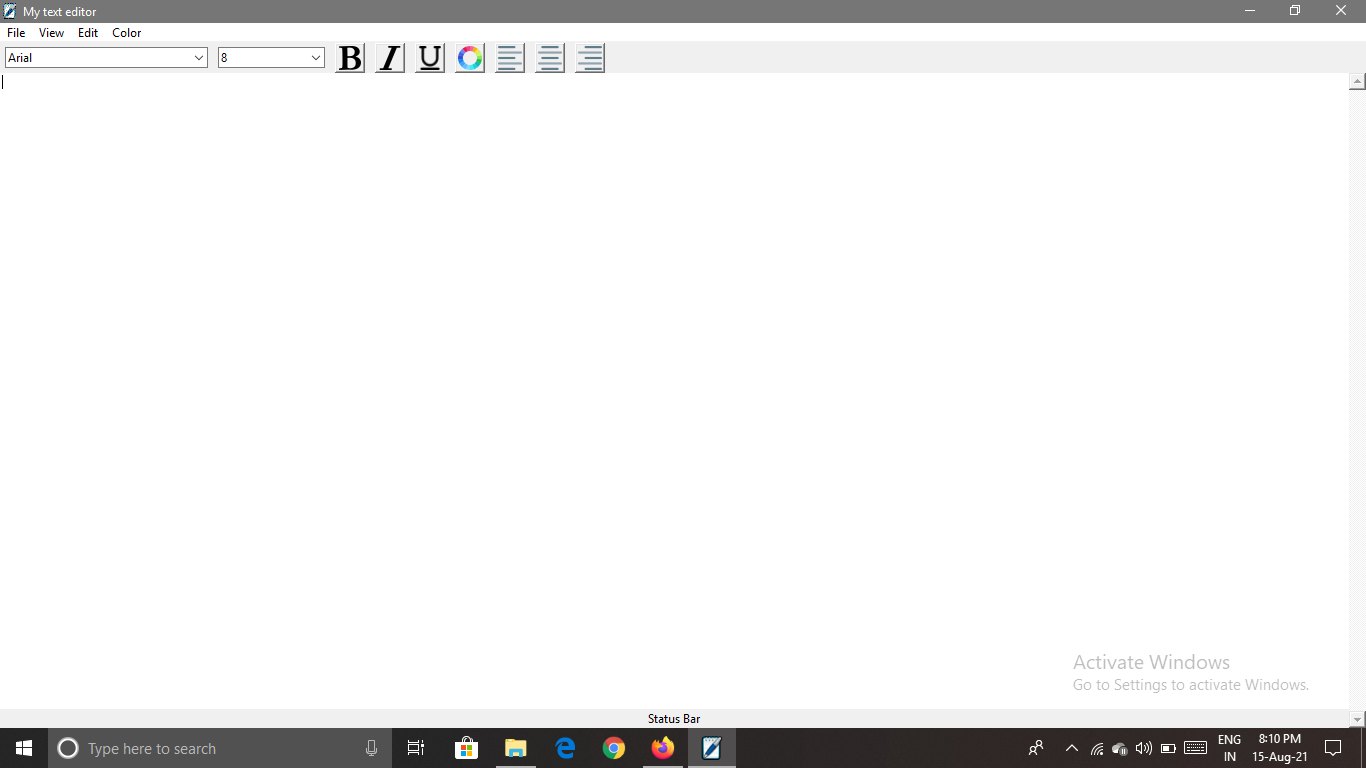 My text editor
File View Edit Color
Arial 8 B I U
Activate Windows
Go to Settings to activate Windows.
Status Bar
Type here to search
ENG 8:10 PM
IN 15-Aug-21